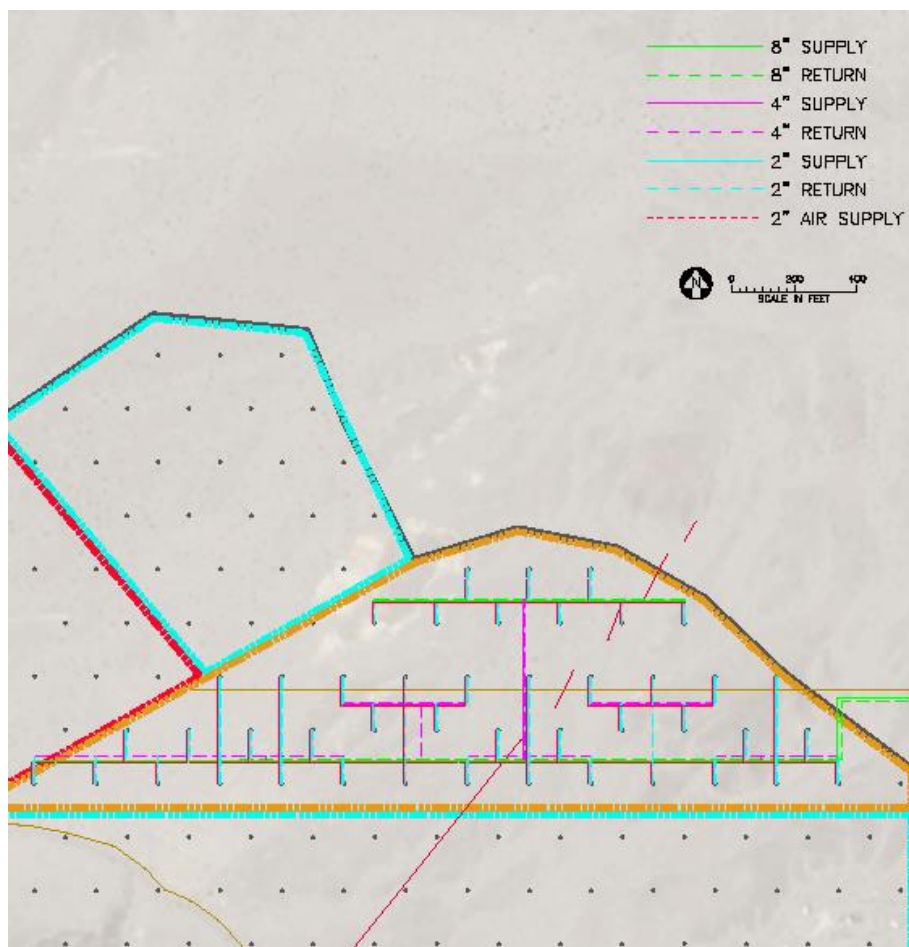 8" SUPPLY
8" RETURN
4" SUPPLY
4" RETURN
2" SUPPLY
2" RETURN
2" AIR SUPPLY
N
0 200 400
SCALE IN FEET